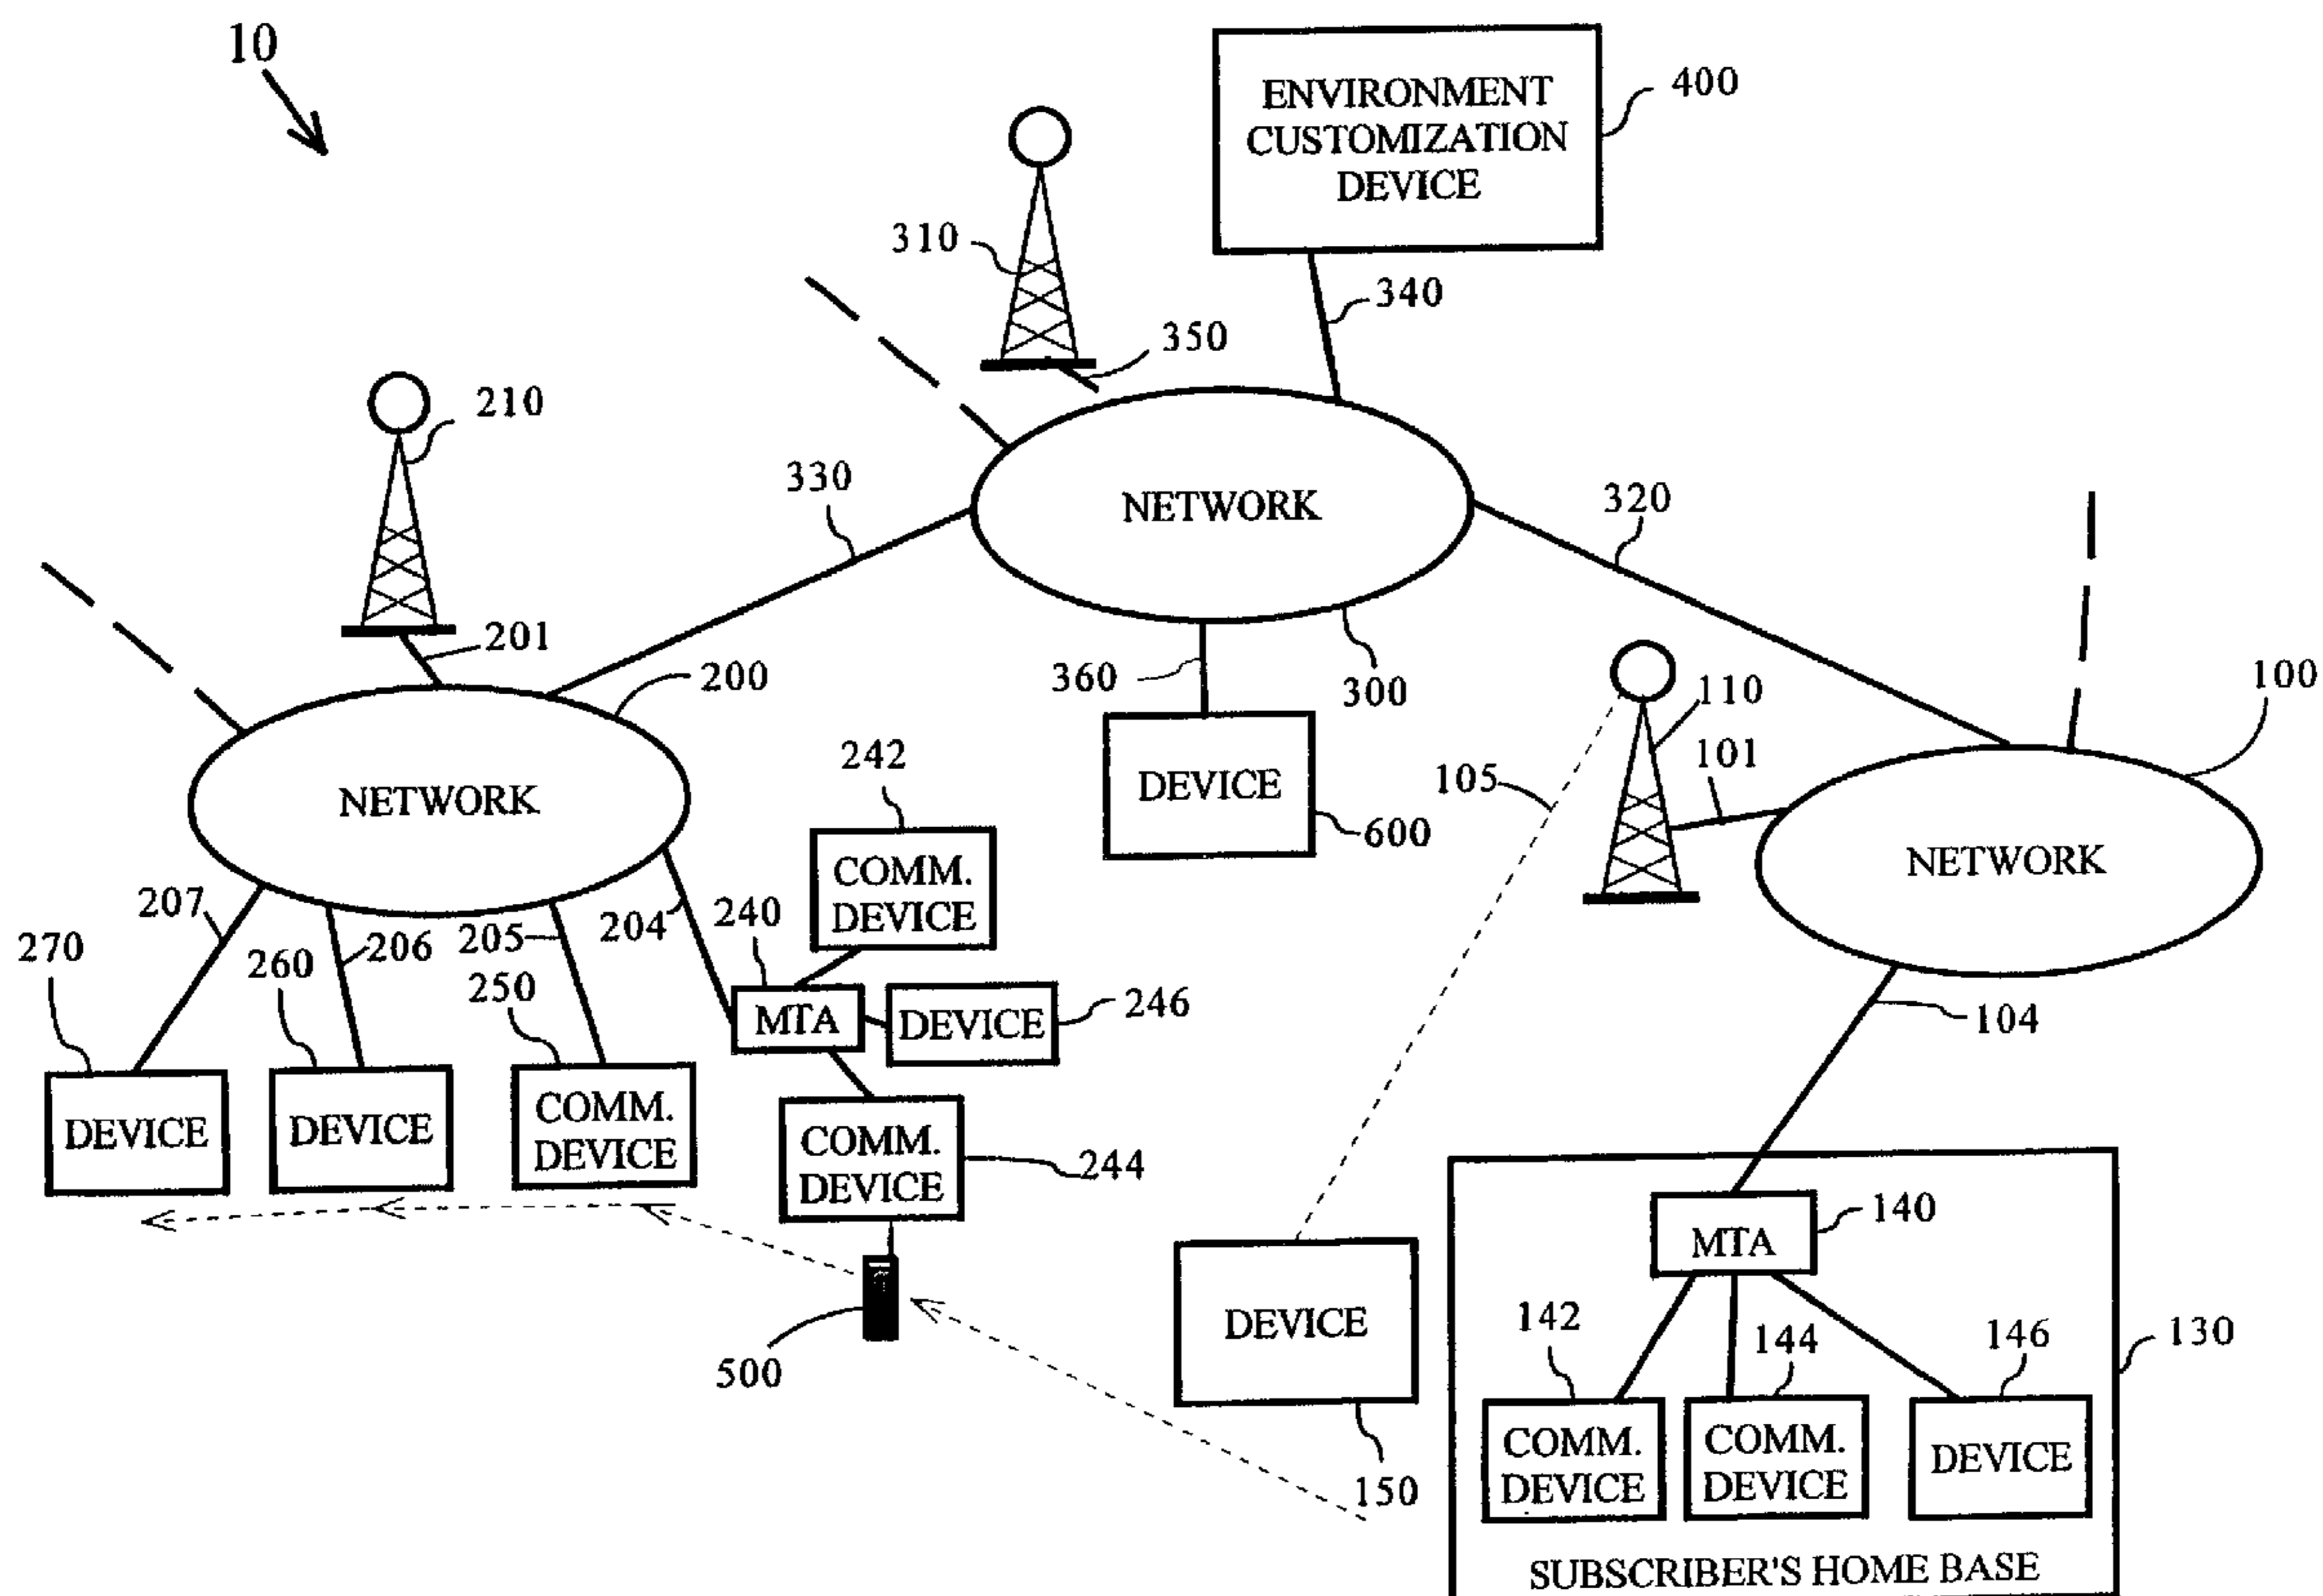 10
ENVIRONMENT
CUSTOMIZATION
DEVICE
400
310
340
350
210
330
NETWORK
320
201
200
360
300
110
100
NETWORK
242
DEVICE
105
101
600
COMM.
DEVICE
NETWORK
207
206
205
204
240
270
260
250
MTA
DEVICE
246
104
DEVICE
DEVICE
COMM.
DEVICE
COMM.
DEVICE
244
MTA
140
500
DEVICE
142
144
146
130
150
COMM.
DEVICE
COMM.
DEVICE
DEVICE
SUBSCRIBER'S HOME BASE